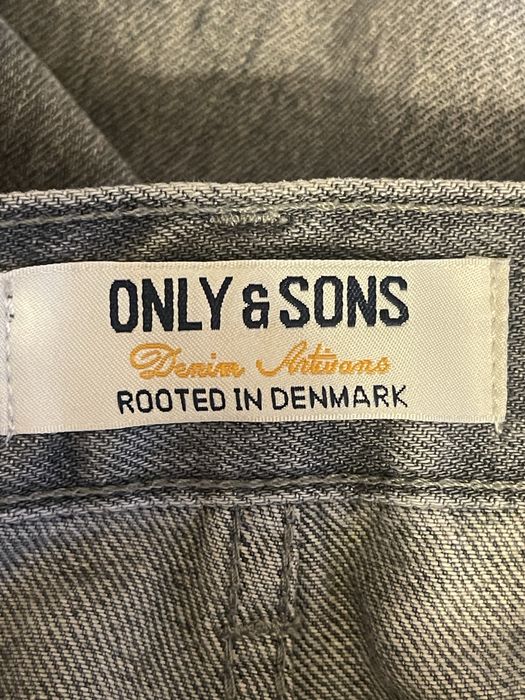 ONLY & SONS
Denim Artisans
ROOTED IN DENMARK